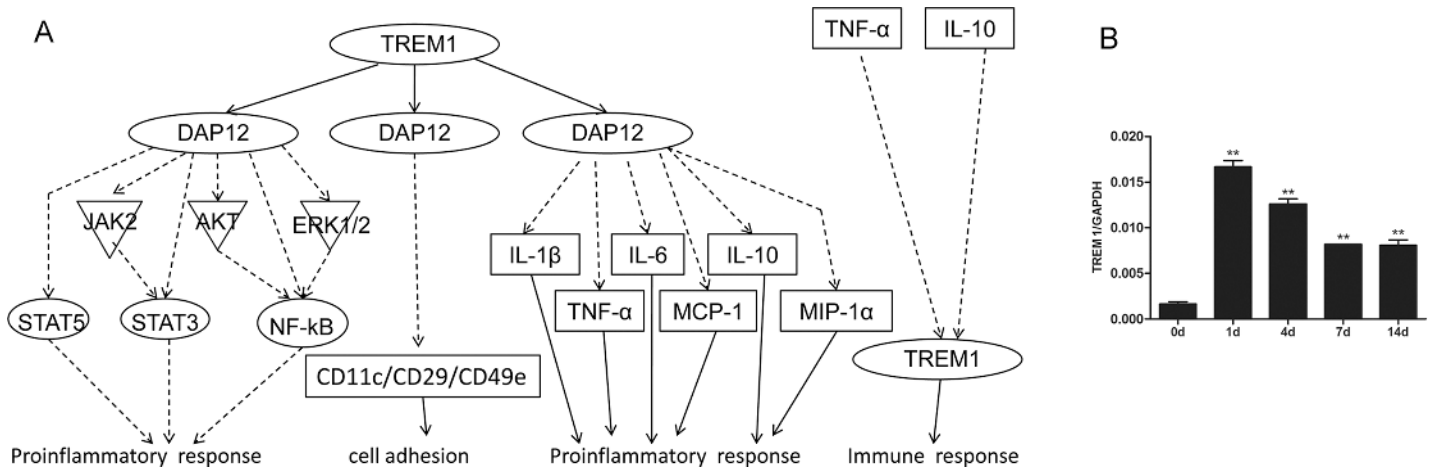 A
TREM1
TNF-α
IL-10
DAP12
DAP12
DAP12
JAK2
AKT
ERK1/2
IL-1β
IL-6
IL-10
STAT5
STAT3
NF-kB
TNF-α
MCP-1
MIP-1α
TREM1
CD11c/CD29/CD49e
Proinflammatory response
cell adhesion
Proinflammatory response
Immune response
B
TREM 1/GAPDH
0.020
0.015
0.010
0.005
0.000
**
**
**
**
0d
1d
4d
7d
14d